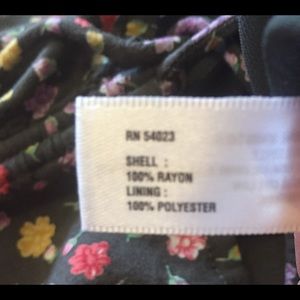 RN 54023
SHELL :
100% RAYON
LINING :
100% POLYESTER